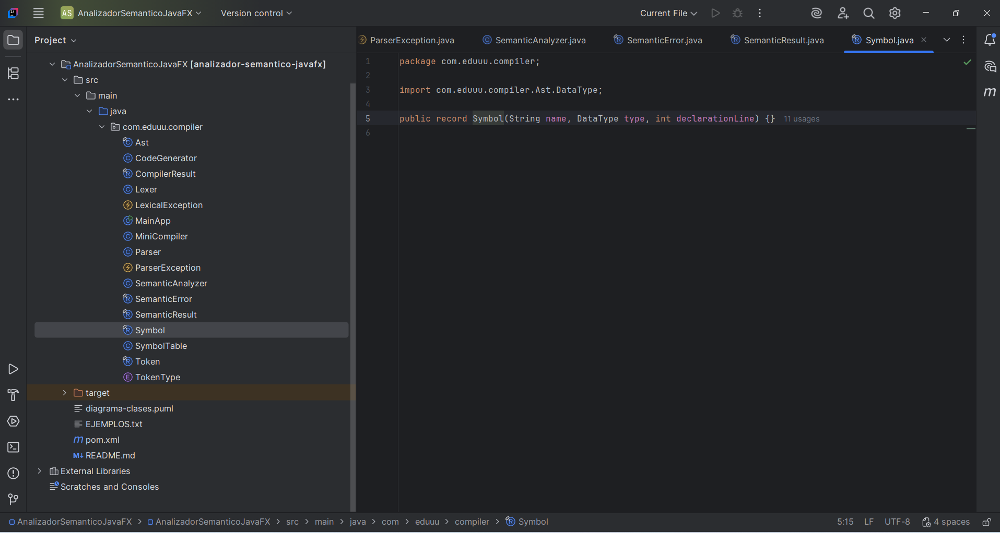 AS AnalizadorSemanticoJavaFX Version control Current File
Project
ParserException.java SemanticAnalyzer.java SemanticError.java SemanticResult.java Symbol.java
AnalizadorSemanticoJavaFX [analizador-semantico-javafx]
src
main
java
com.eduuu.compiler
Ast
CodeGenerator
CompilerResult
Lexer
LexicalException
MainApp
MiniCompiler
Parser
ParserException
SemanticAnalyzer
SemanticError
SemanticResult
Symbol
SymbolTable
Token
TokenType
target
diagrama-clases.puml
EJEMPLOS.txt
pom.xml
README.md
External Libraries
Scratches and Consoles
1 package com.eduuu.compiler;
2
3 import com.eduuu.compiler.Ast.DataType;
4
5 public record Symbol(String name, DataType type, int declarationLine) {} 11 usages
6
AnalizadorSemanticoJavaFX > AnalizadorSemanticoJavaFX > src > main > java > com > eduuu > compiler > Symbol 5:15 LF UTF-8 4 spaces